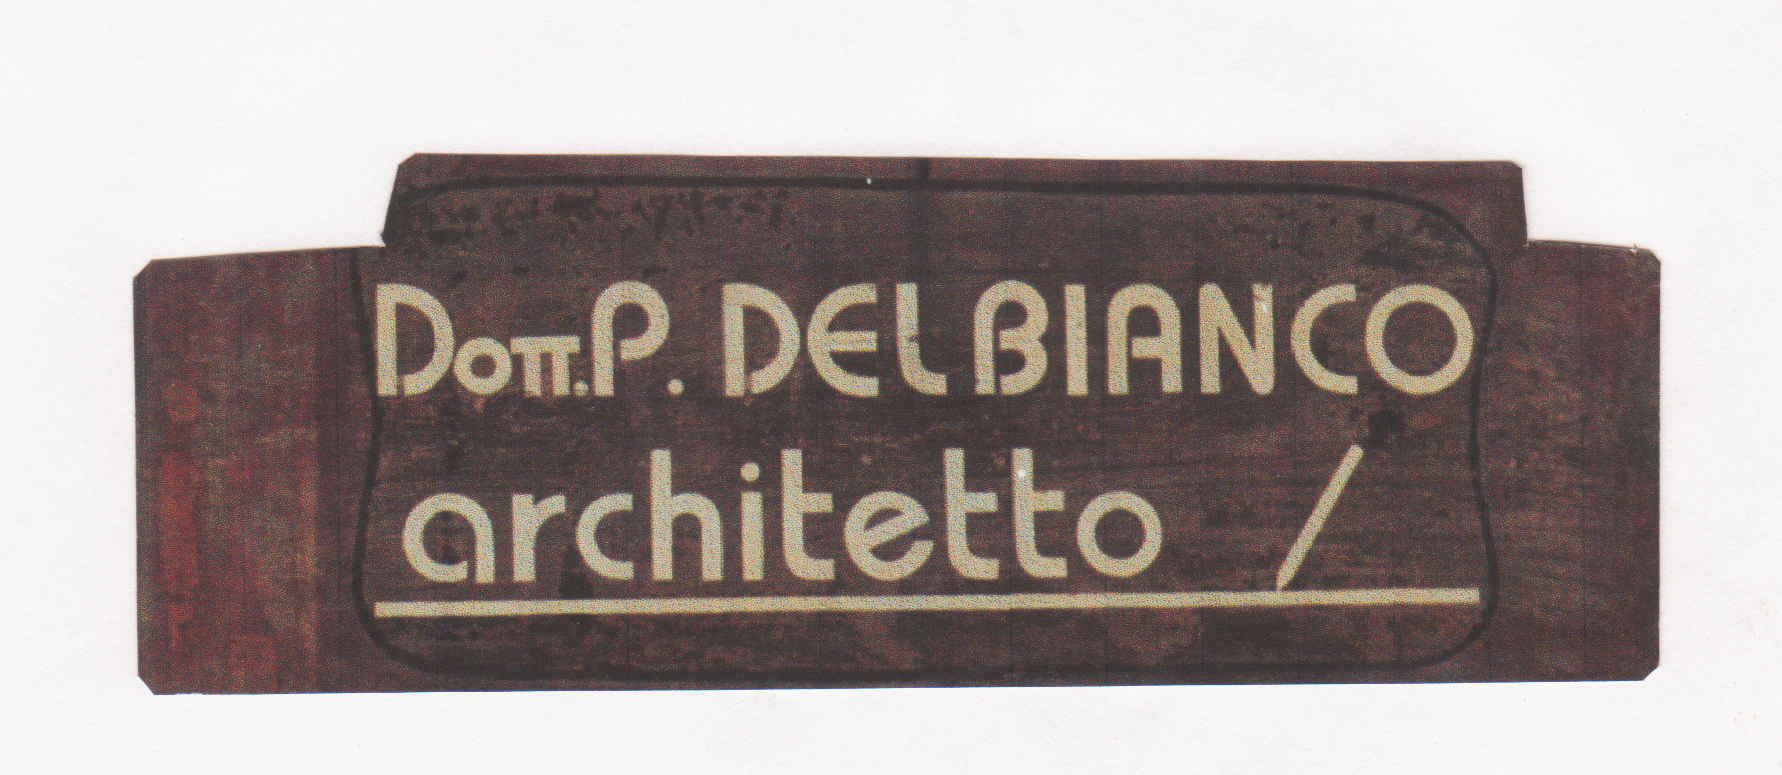 Dott. P. DEL BIANCO
architetto